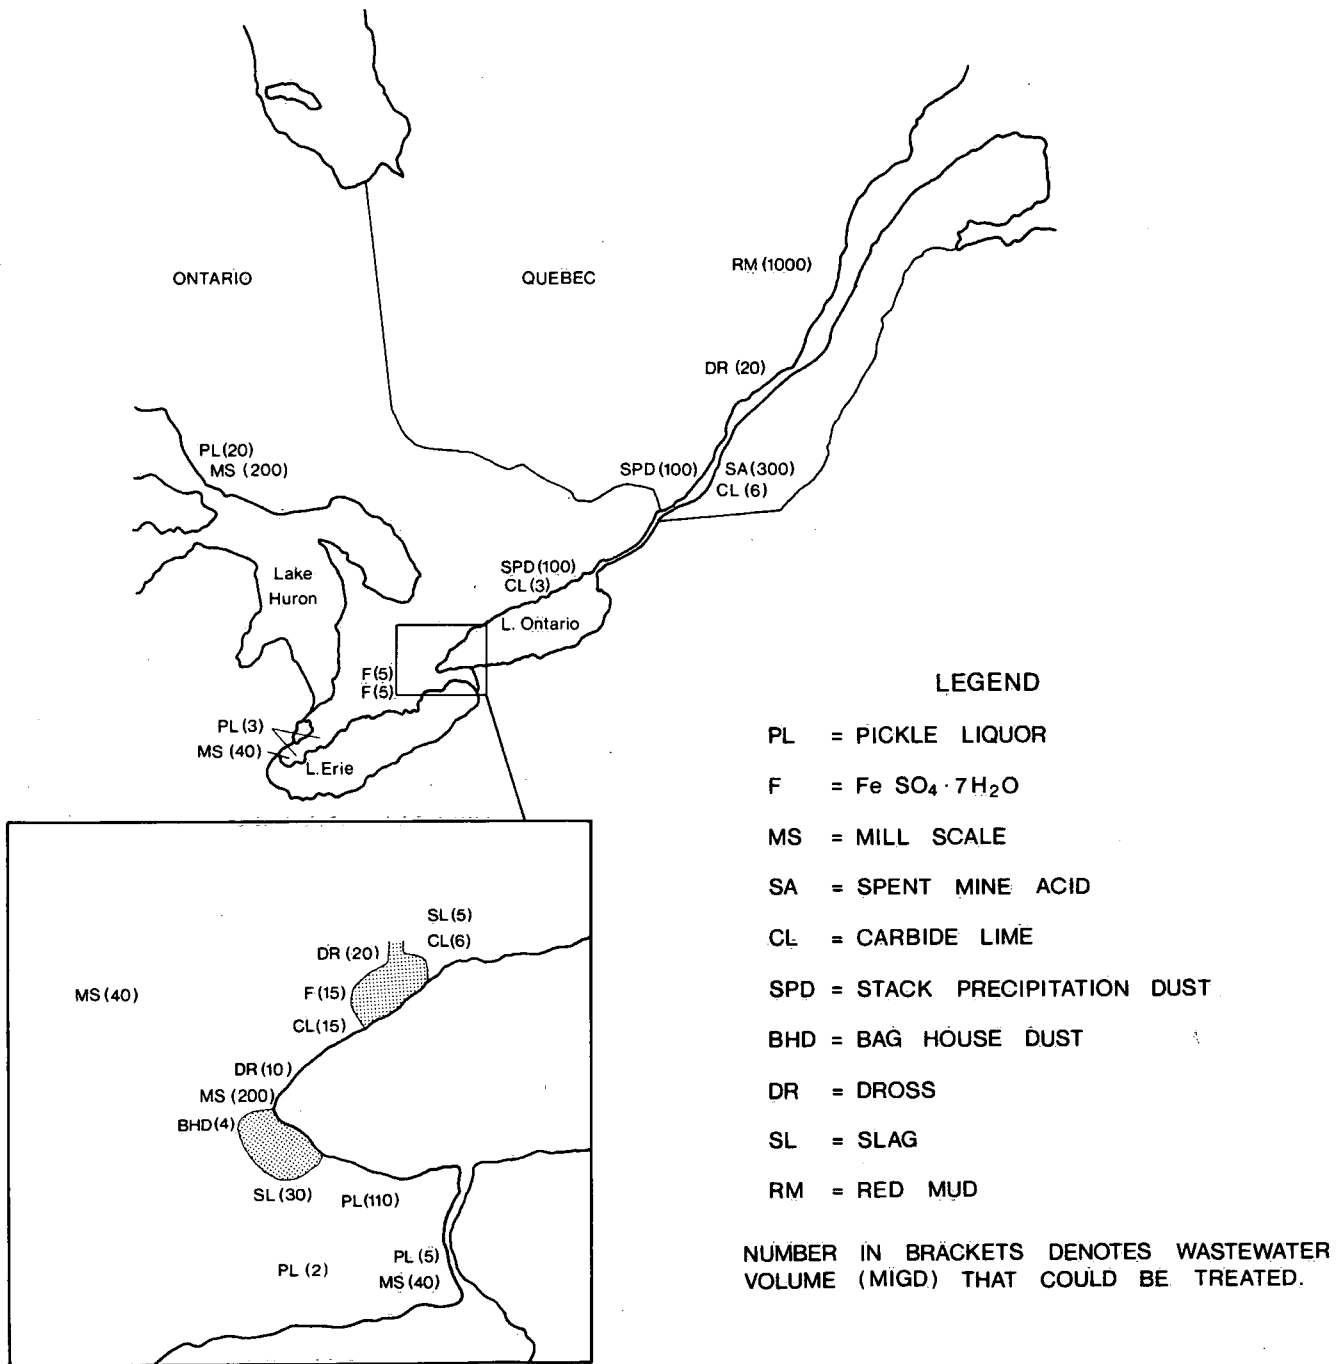 ONTARIO
QUEBEC
RM (1000)
DR (20)
PL (20)
MS (200)
SPD (100)
SA (300)
CL (6)
SPD (100)
CL (3)
Lake
Huron
L. Ontario
F (5)
F (5)
PL (3)
MS (40)
L. Erie
LEGEND
PL = PICKLE LIQUOR
F = Fe SO₄ · 7H₂O
MS = MILL SCALE
SA = SPENT MINE ACID
CL = CARBIDE LIME
SPD = STACK PRECIPITATION DUST
BHD = BAG HOUSE DUST
DR = DROSS
SL = SLAG
RM = RED MUD
NUMBER IN BRACKETS DENOTES WASTEWATER
VOLUME (MIGD) THAT COULD BE TREATED.
SL (5)
CL (6)
DR (20)
F (15)
CL (15)
MS (40)
DR (10)
MS (200)
BHD (4)
SL (30)
PL (110)
PL (5)
MS (40)
PL (2)